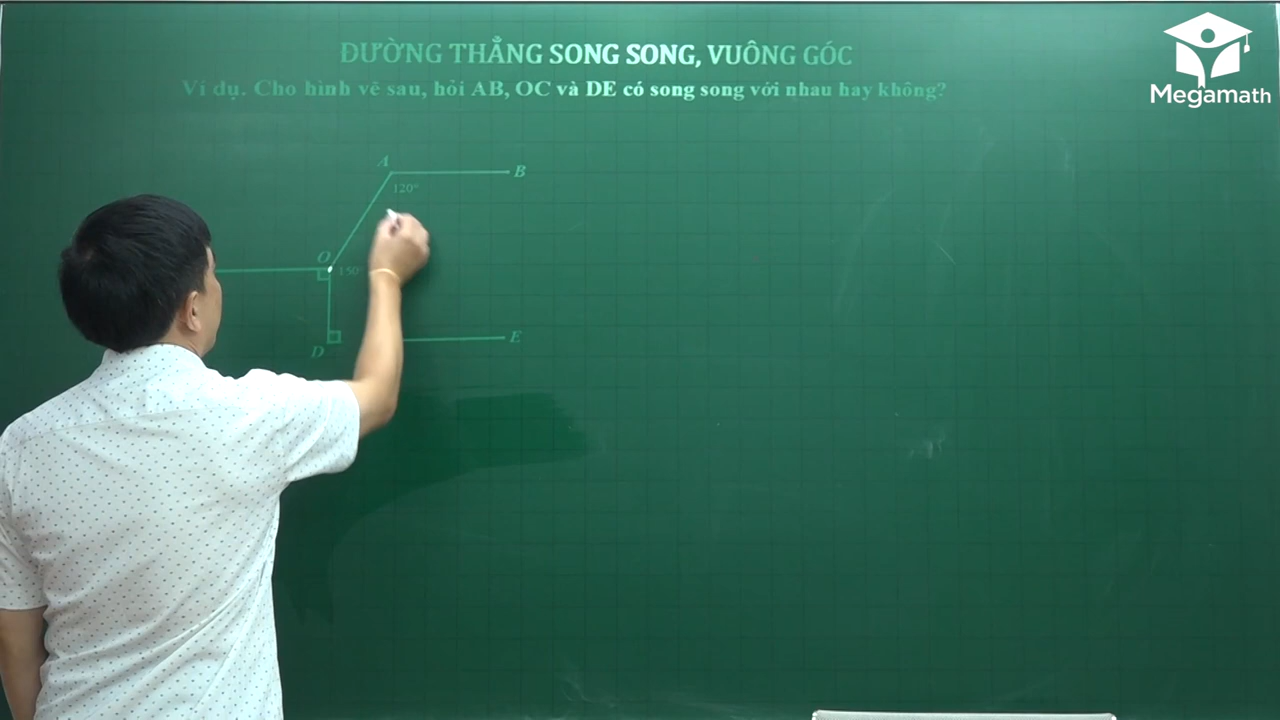 ĐƯỜNG THẲNG SONG SONG, VUÔNG GÓC
Megamath
Ví dụ. Cho hình vẽ sau, hỏi AB, OC và DE có song song với nhau hay không?
A
B
120°
O
150°
D
E